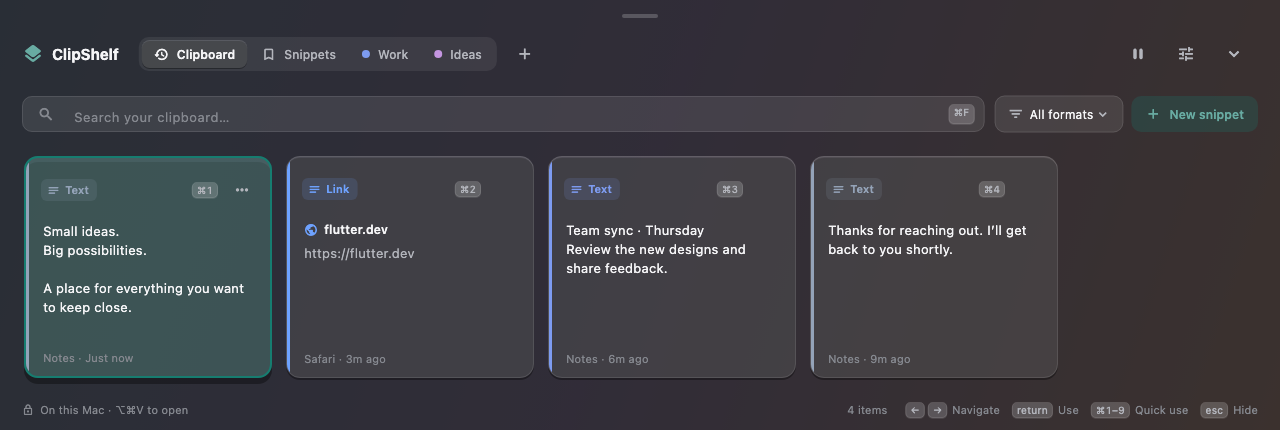 ClipShelf
Clipboard
Snippets
Work
Ideas
Search your clipboard...
⌘F
All formats
New snippet
Text
⌘1
Small ideas.
Big possibilities.
A place for everything you want
to keep close.
Notes · Just now
Link
⌘2
flutter.dev
https://flutter.dev
Safari · 3m ago
Text
⌘3
Team sync · Thursday
Review the new designs and
share feedback.
Notes · 6m ago
Text
⌘4
Thanks for reaching out. I’ll get
back to you shortly.
Notes · 9m ago
On this Mac · ⌥⌘V to open
4 items
← → Navigate
return Use
⌘1–9 Quick use
esc Hide